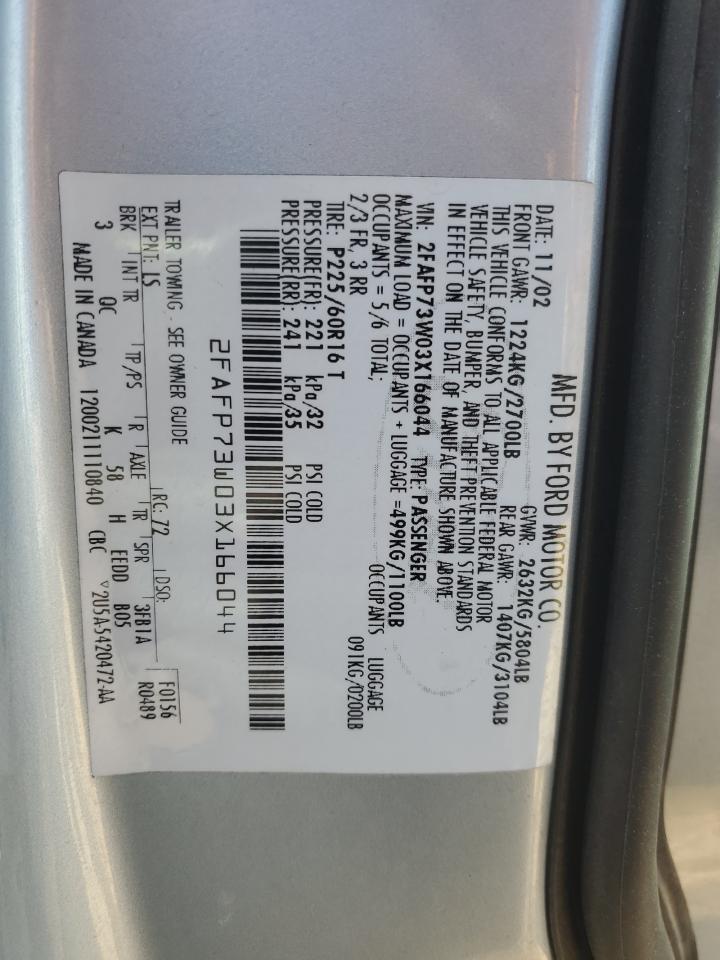 MFD. BY FORD MOTOR CO.
DATE: 11/02 GVWR: 2632KG/5804LB
FRONT GAWR: 1224KG/2700LB REAR GAWR: 1407KG/3104LB
THIS VEHICLE CONFORMS TO ALL APPLICABLE FEDERAL MOTOR
VEHICLE SAFETY, BUMPER, AND THEFT PREVENTION STANDARDS
IN EFFECT ON THE DATE OF MANUFACTURE SHOWN ABOVE.
VIN: 2FAFP73W03X166044 TYPE: PASSENGER
MAXIMUM LOAD = OCCUPANTS + LUGGAGE =499KG/1100LB
OCCUPANTS = 5/6 TOTAL; OCCUPANTS LUGGAGE
2/3 FR, 3 RR 091KG/0200LB
TIRE: P225/60R16 T
PRESSURE(FR): 221 kPa/32 PSI COLD
PRESSURE(RR): 241 kPa/35 PSI COLD
2FAFP73W03X166044
TRAILER TOWING - SEE OWNER GUIDE
EXT PNT: LS RC: 72 DSO: F0156
BRK INT TR TP/PS R AXLE TR SPR 3FB1A R0489
3 QC K 58 H EEDD B05
MADE IN CANADA 12002111110840 CBC ▽2U5A-5420472-AA